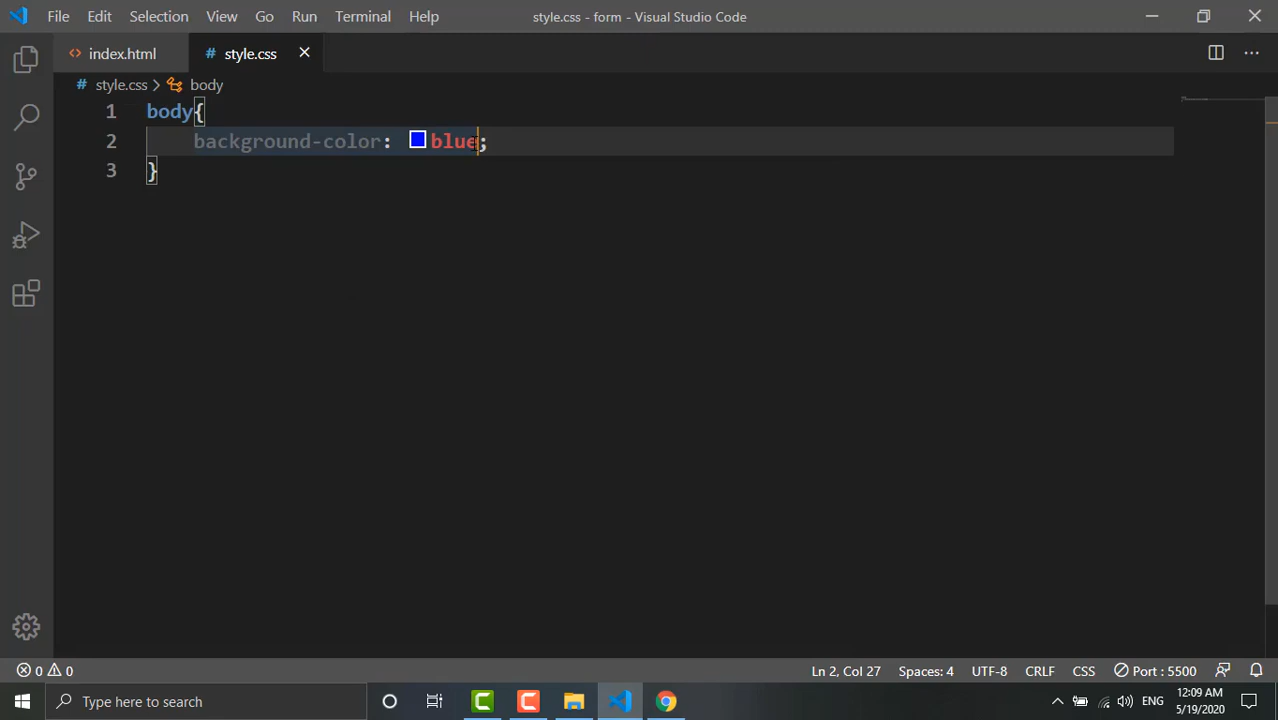 File Edit Selection View Go Run Terminal Help style.css - form - Visual Studio Code
<> index.html # style.css
# style.css > body
1 body{
2 background-color: blue;
3 }
0 0 Ln 2, Col 27 Spaces: 4 UTF-8 CRLF CSS Port : 5500
Type here to search ENG 12:09 AM
5/19/2020